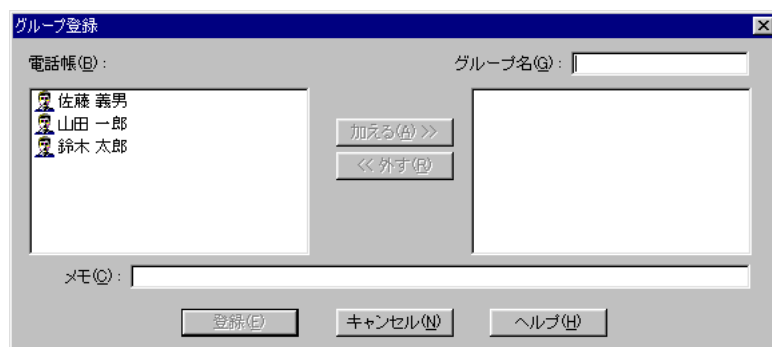 グループ登録
電話帳(B)：
グループ名(G)：
佐藤 義男
山田 一郎
鈴木 太郎
加える(A) >>
<< 外す(R)
メモ(C)：
登録(E)
キャンセル(N)
ヘルプ(H)